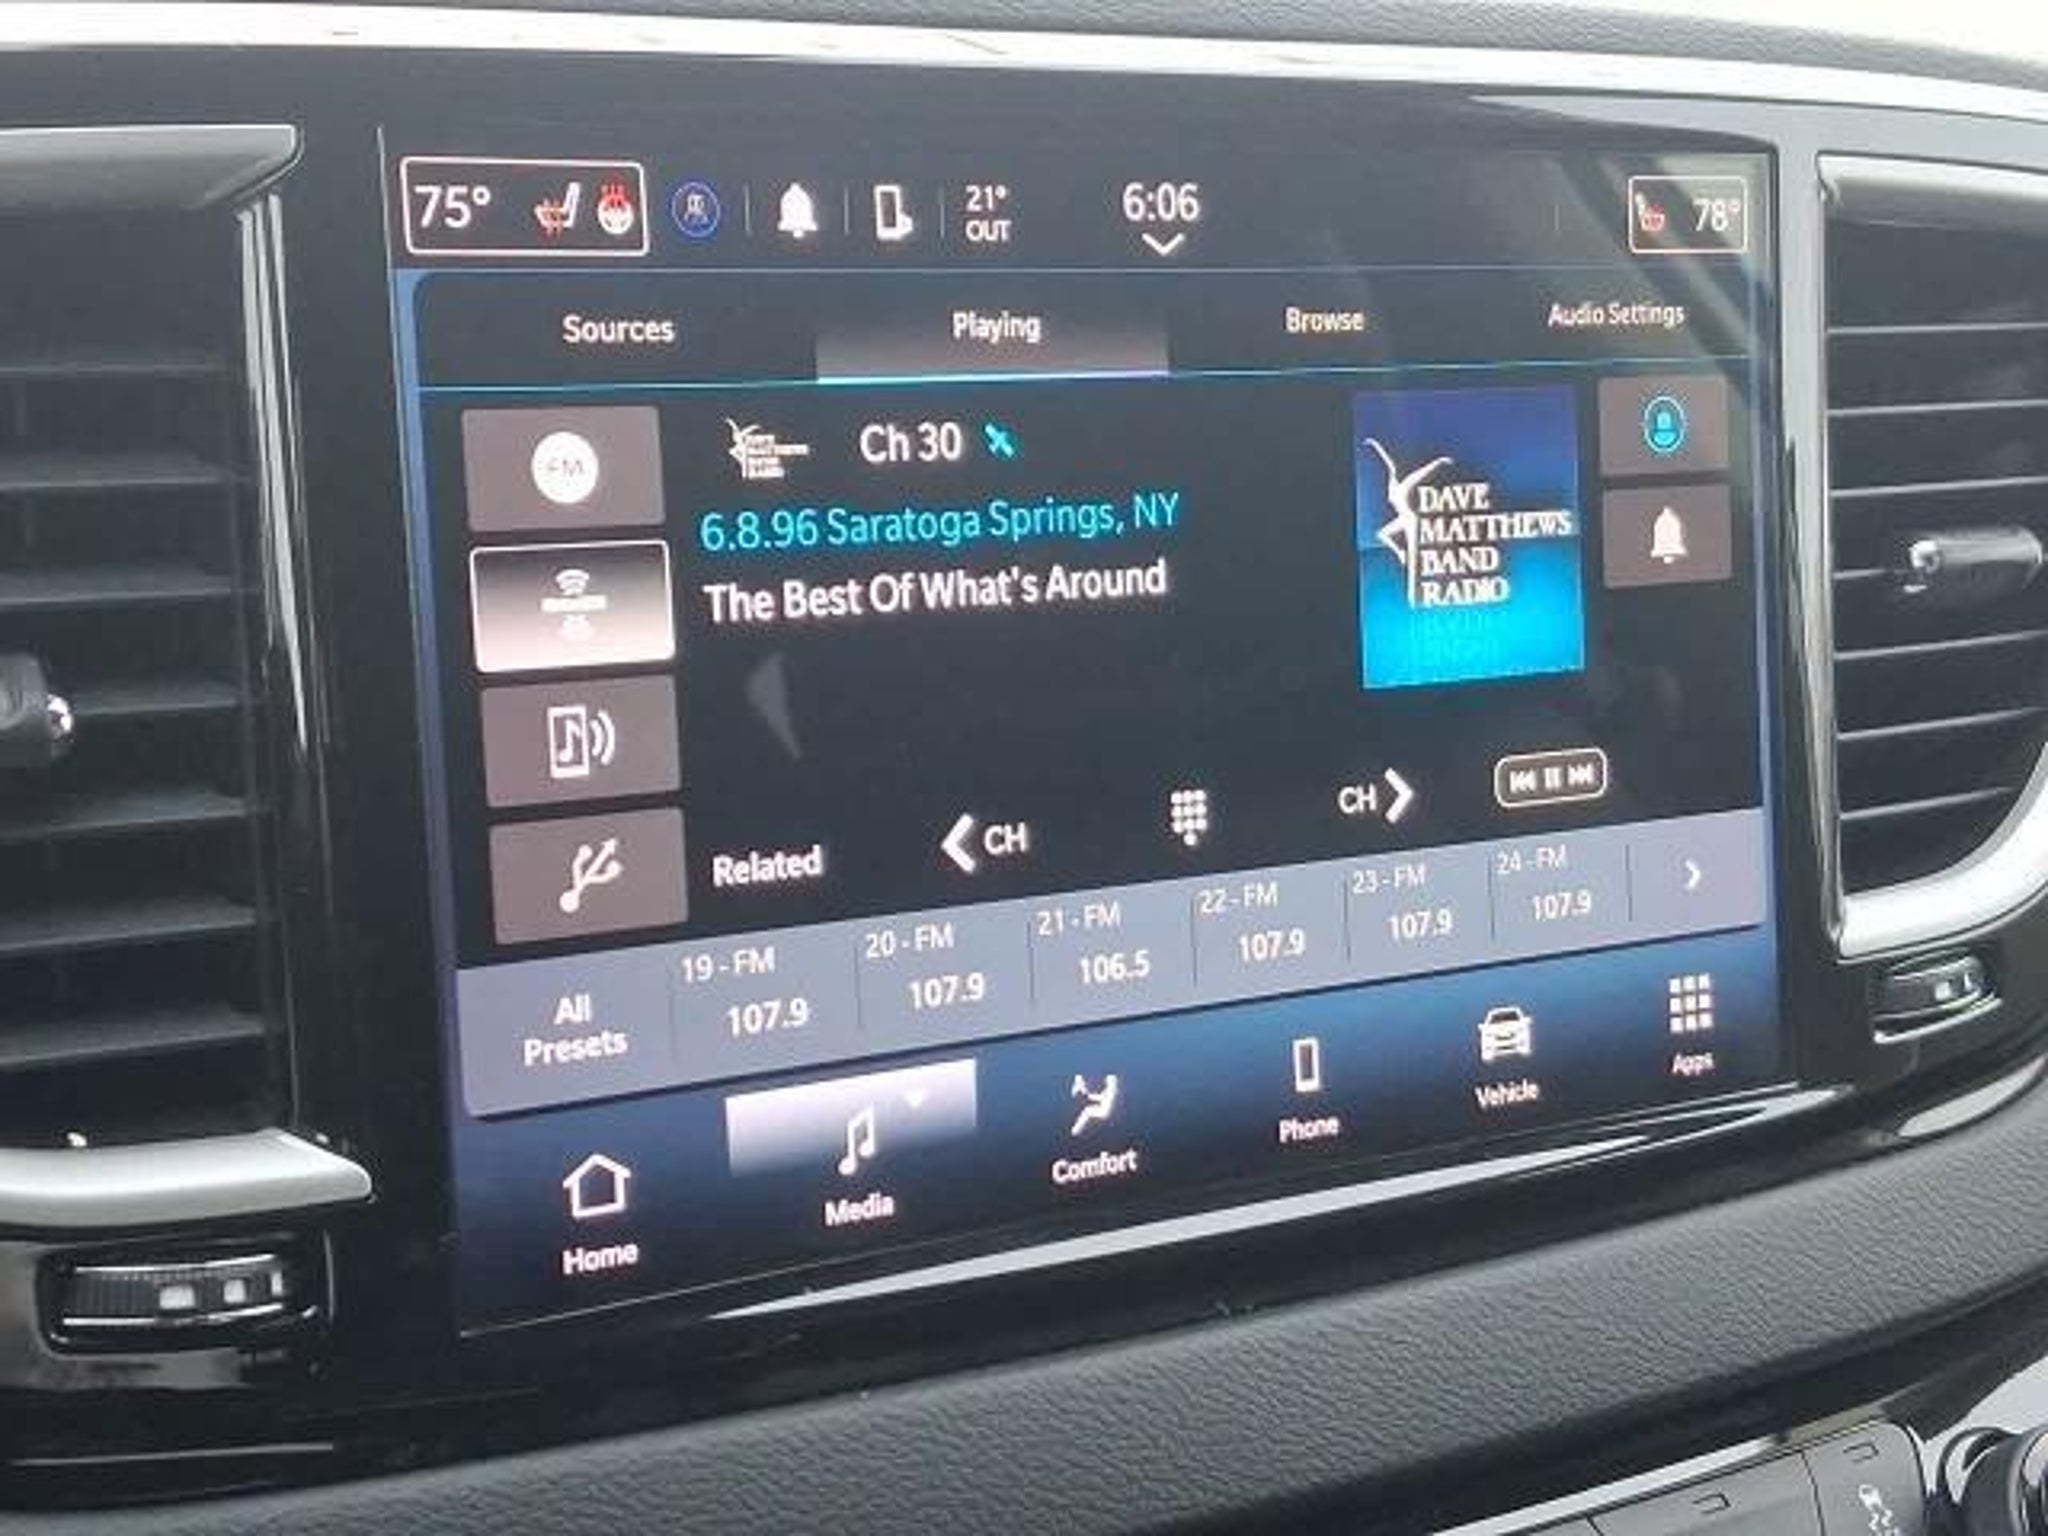 75°
21°
OUT
6:06
78°
Sources
Playing
Browse
Audio Settings
FM
DAVE
MATTHEWS
BAND
Ch 30
6.8.96 Saratoga Springs, NY
The Best Of What's Around
DAVE
MATTHEWS
BAND
RADIO
Related
CH
CH
All
Presets
19 - FM
107.9
20 - FM
107.9
21 - FM
106.5
22 - FM
107.9
23 - FM
107.9
24 - FM
107.9
Home
Media
A
Comfort
Phone
Vehicle
Apps